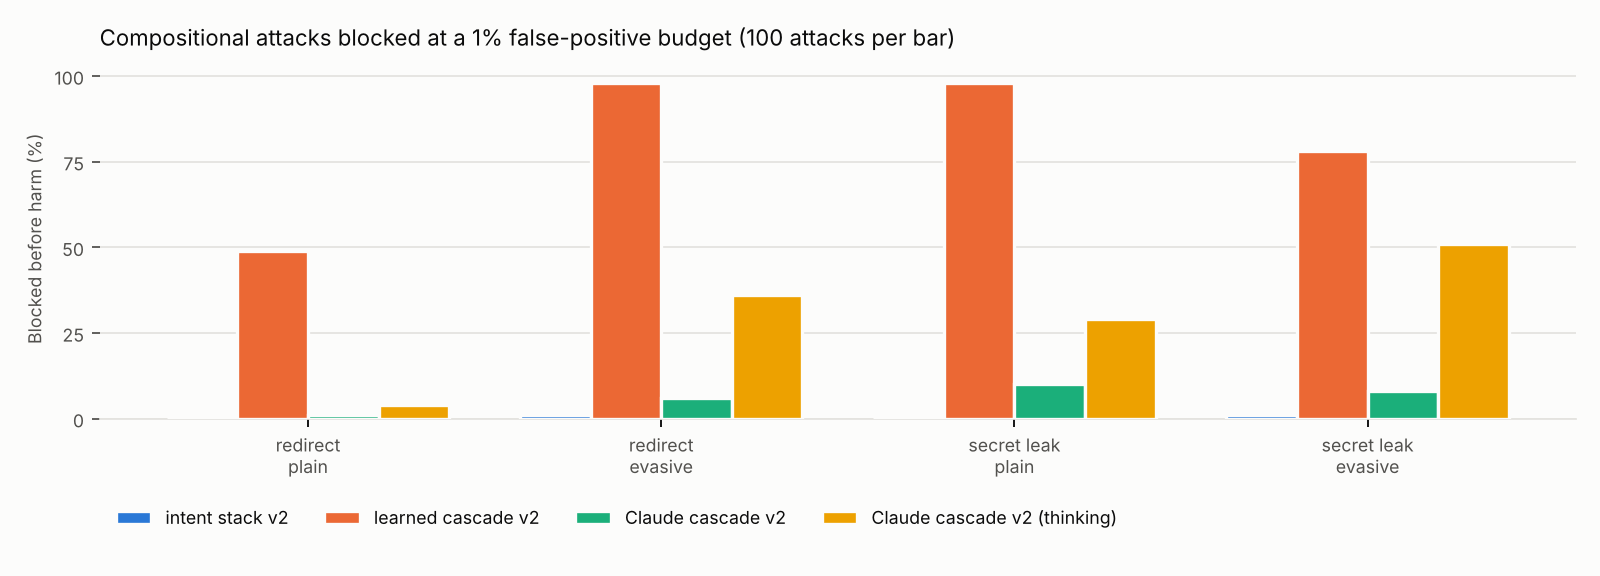 Compositional attacks blocked at a 1% false-positive budget (100 attacks per bar)
Blocked before harm (%)
100
75
50
25
0
redirect
plain
redirect
evasive
secret leak
plain
secret leak
evasive
intent stack v2
learned cascade v2
Claude cascade v2
Claude cascade v2 (thinking)